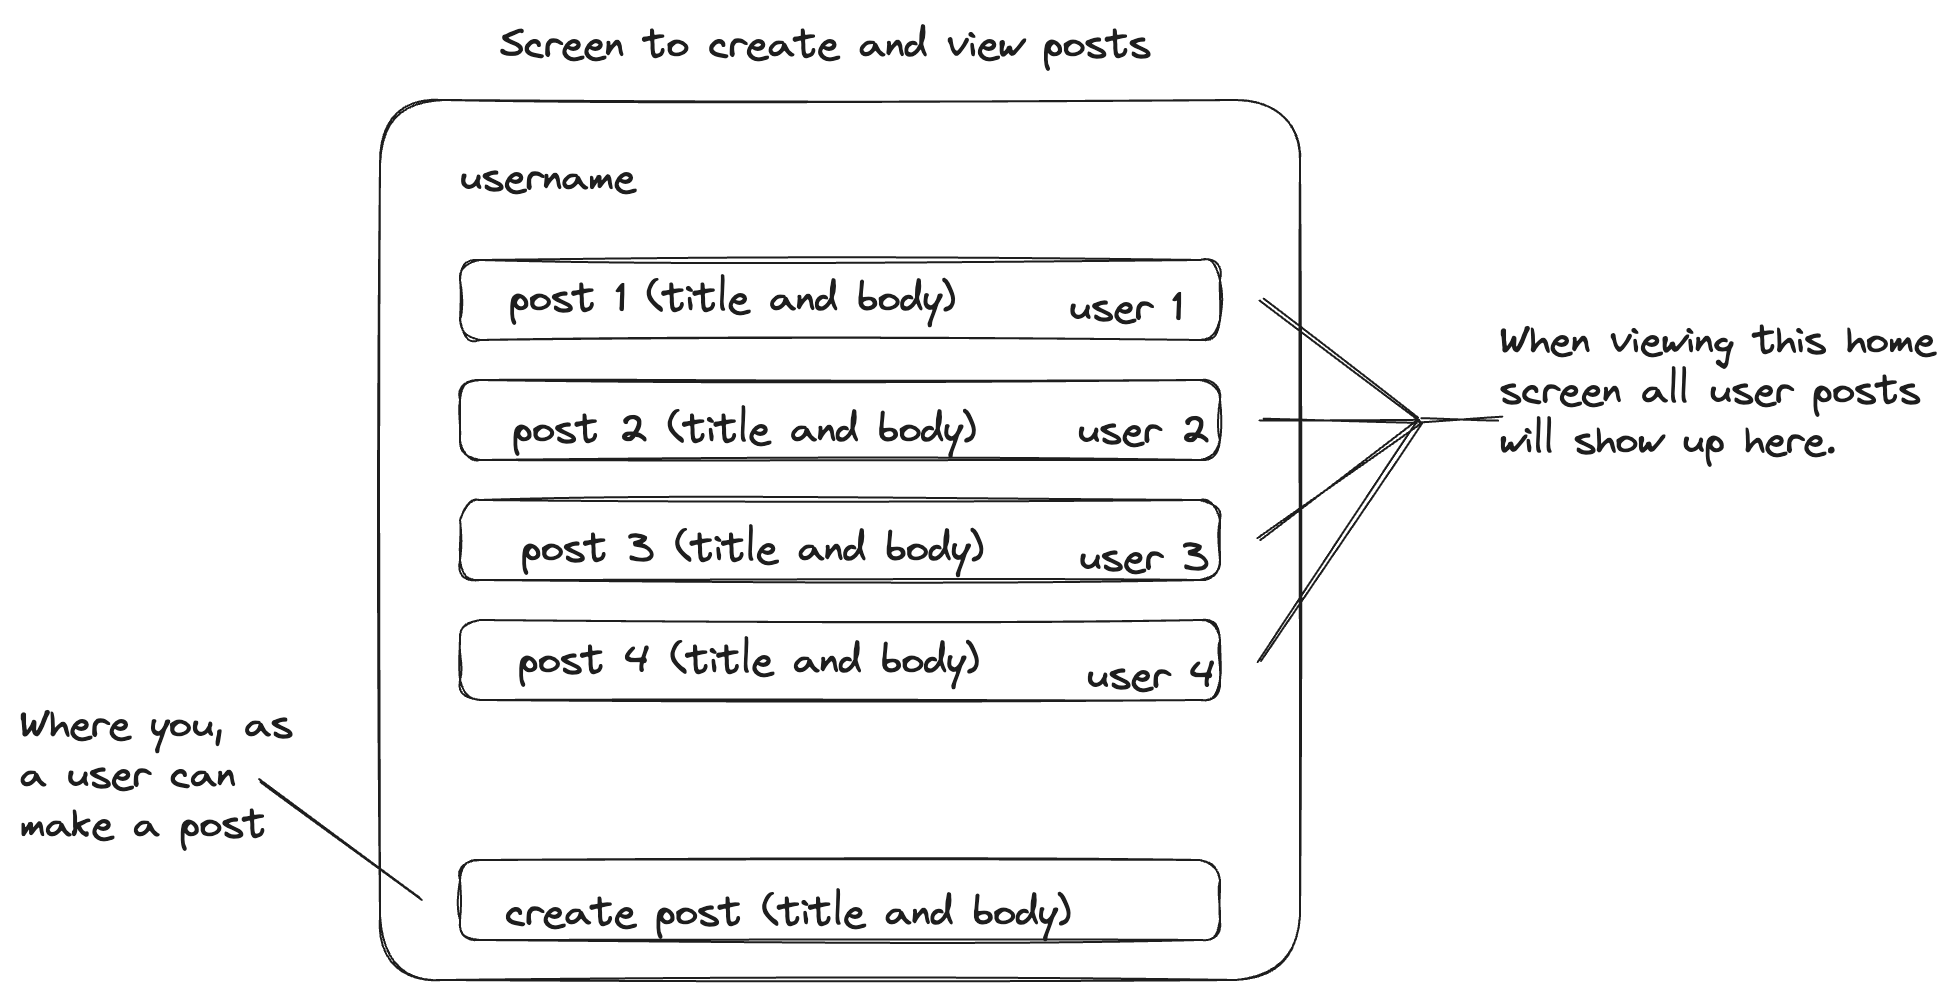 Screen to create and view posts
username
post 1 (title and body) user 1
post 2 (title and body) user 2
post 3 (title and body) user 3
post 4 (title and body) user 4
When viewing this home
screen all user posts
will show up here.
Where you, as
a user can
make a post
create post (title and body)